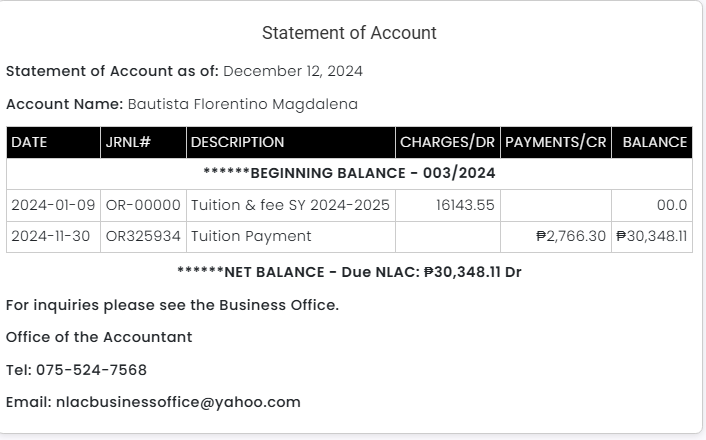 Statement of Account
Statement of Account as of: December 12, 2024
Account Name: Bautista Florentino Magdalena
DATE JRNL# DESCRIPTION CHARGES/DR PAYMENTS/CR BALANCE
******BEGINNING BALANCE - 003/2024
2024-01-09 OR-00000 Tuition & fee SY 2024-2025 16143.55 00.0
2024-11-30 OR325934 Tuition Payment ₱2,766.30 ₱30,348.11
******NET BALANCE - Due NLAC: ₱30,348.11 Dr
For inquiries please see the Business Office.
Office of the Accountant
Tel: 075-524-7568
Email: nlacbusinessoffice@yahoo.com